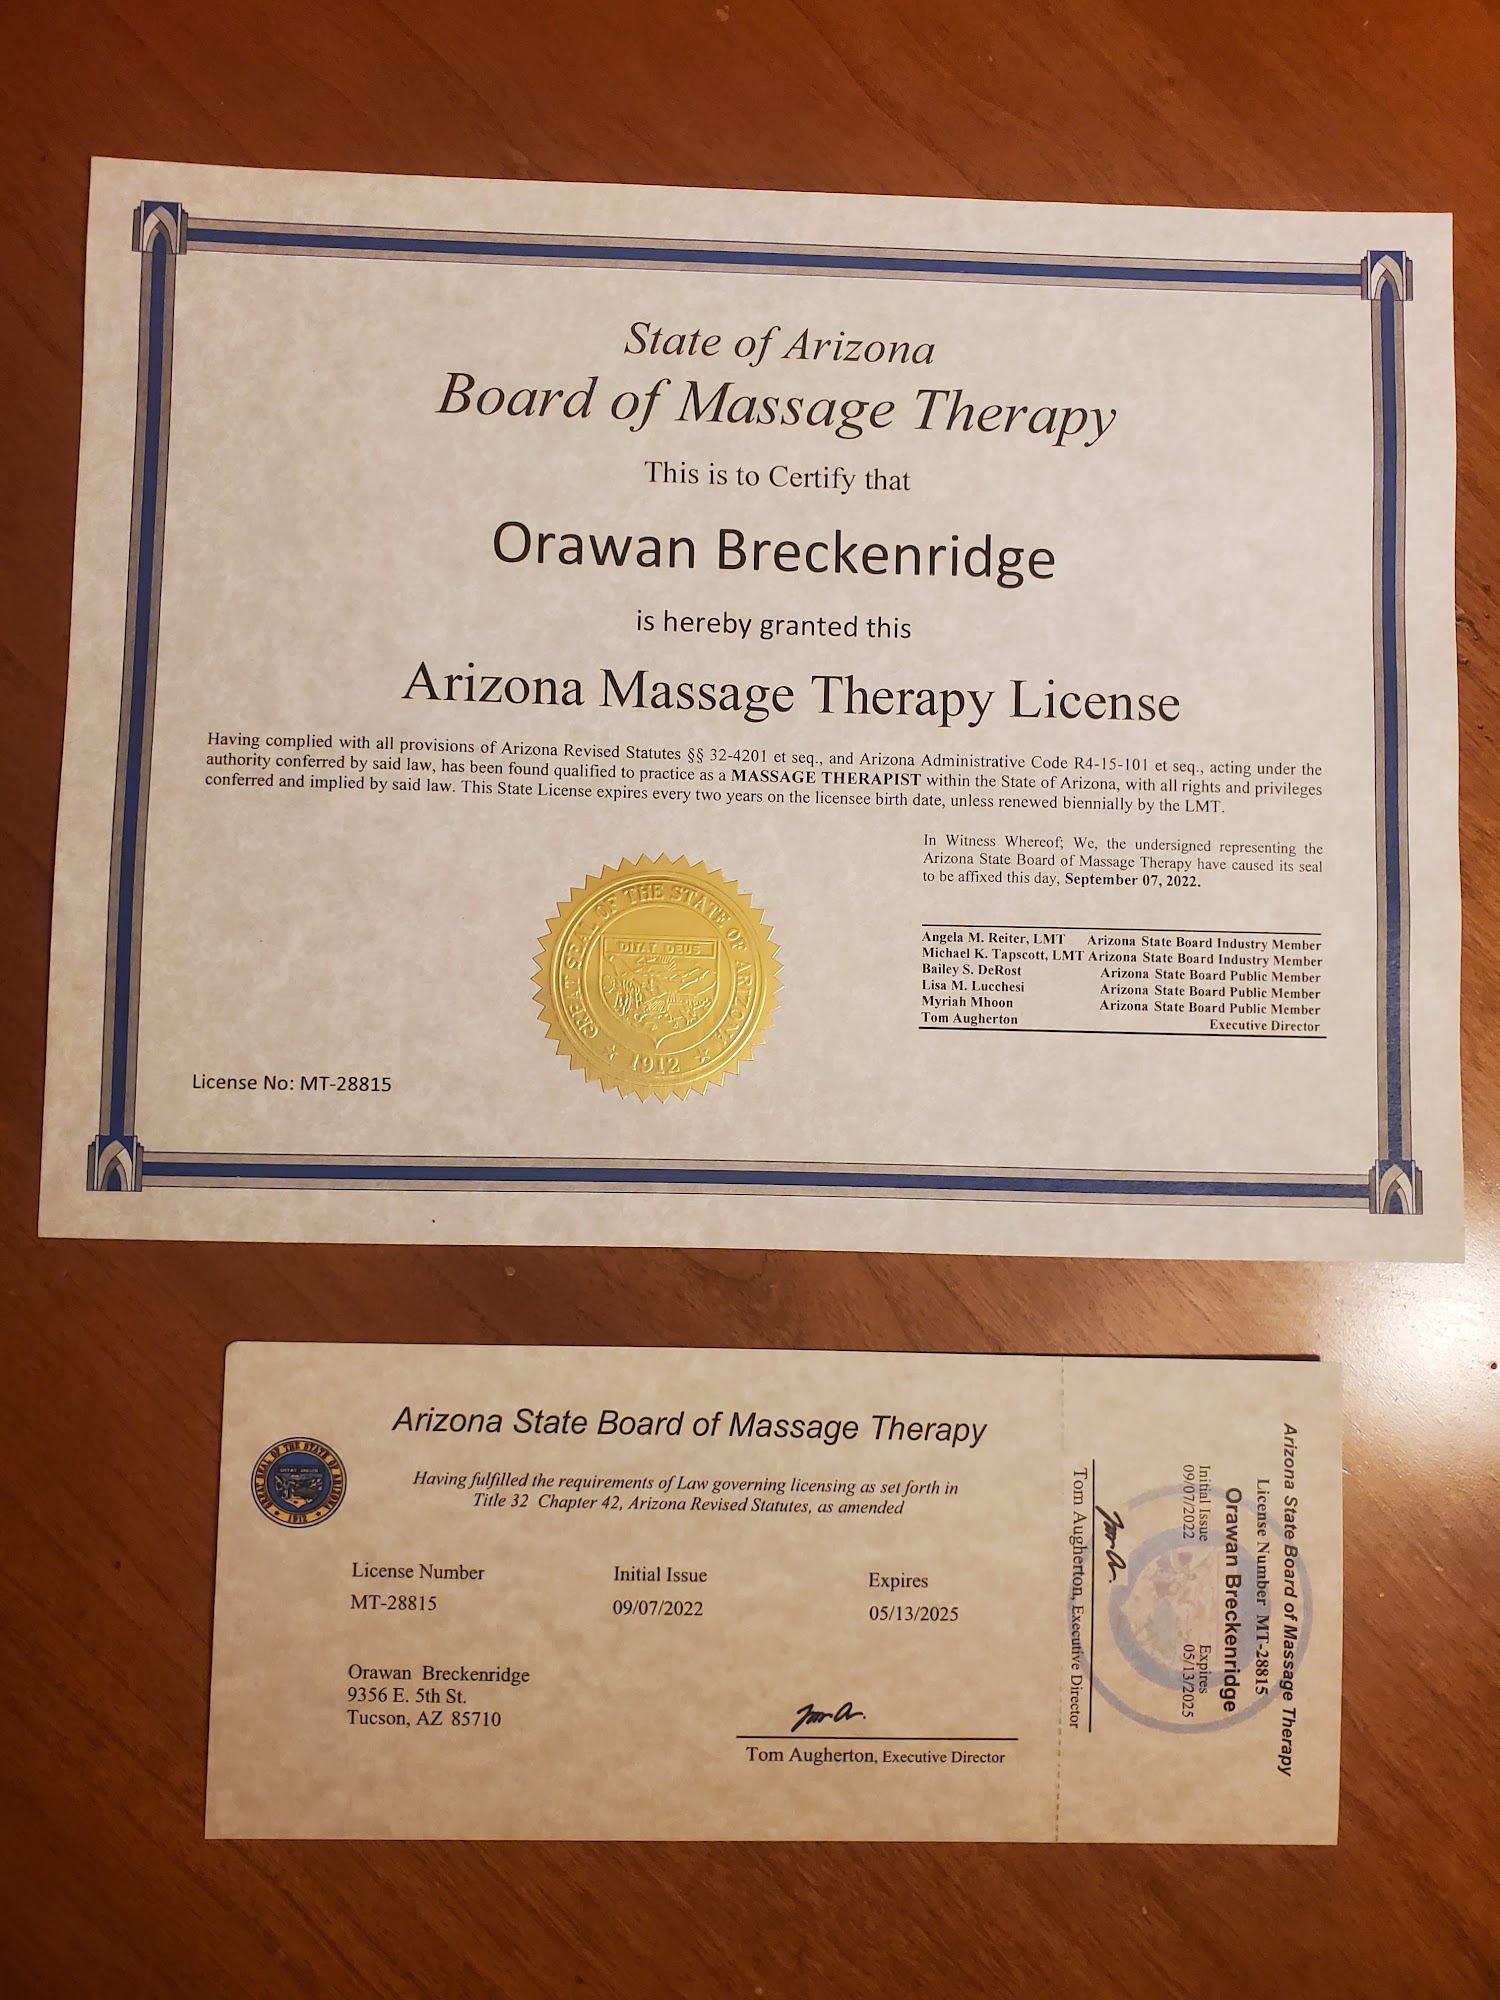 State of Arizona
Board of Massage Therapy
This is to Certify that
Orawan Breckenridge
is hereby granted this
Arizona Massage Therapy License
Having complied with all provisions of Arizona Revised Statutes §§ 32-4201 et seq., and Arizona Administrative Code R4-15-101 et seq., acting under the
authority conferred by said law, has been found qualified to practice as a MASSAGE THERAPIST within the State of Arizona, with all rights and privileges
conferred and implied by said law. This State License expires every two years on the licensee birth date, unless renewed biennially by the LMT.
In Witness Whereof; We, the undersigned representing the
Arizona State Board of Massage Therapy have caused its seal
to be affixed this day, September 07, 2022.
Angela M. Reiter, LMT Arizona State Board Industry Member
Michael K. Tapscott, LMT Arizona State Board Industry Member
Bailey S. DeRost Arizona State Board Public Member
Lisa M. Lucchesi Arizona State Board Public Member
Myriah Mhoon Arizona State Board Public Member
Tom Augherton Executive Director
GREAT SEAL OF THE STATE OF ARIZONA
DITAT DEUS
1912
License No: MT-28815
Arizona State Board of Massage Therapy
Having fulfilled the requirements of Law governing licensing as set forth in
Title 32 Chapter 42, Arizona Revised Statutes, as amended
GREAT SEAL OF THE STATE OF ARIZONA
DITAT DEUS
1912
License Number Initial Issue Expires
MT-28815 09/07/2022 05/13/2025
Orawan Breckenridge
9356 E. 5th St.
Tucson, AZ 85710
Tom Augherton, Executive Director
Arizona State Board of Massage Therapy
License Number MT-28815
Orawan Breckenridge
Initial Issue Expires
09/07/2022 05/13/2025
Tom Augherton, Executive Director